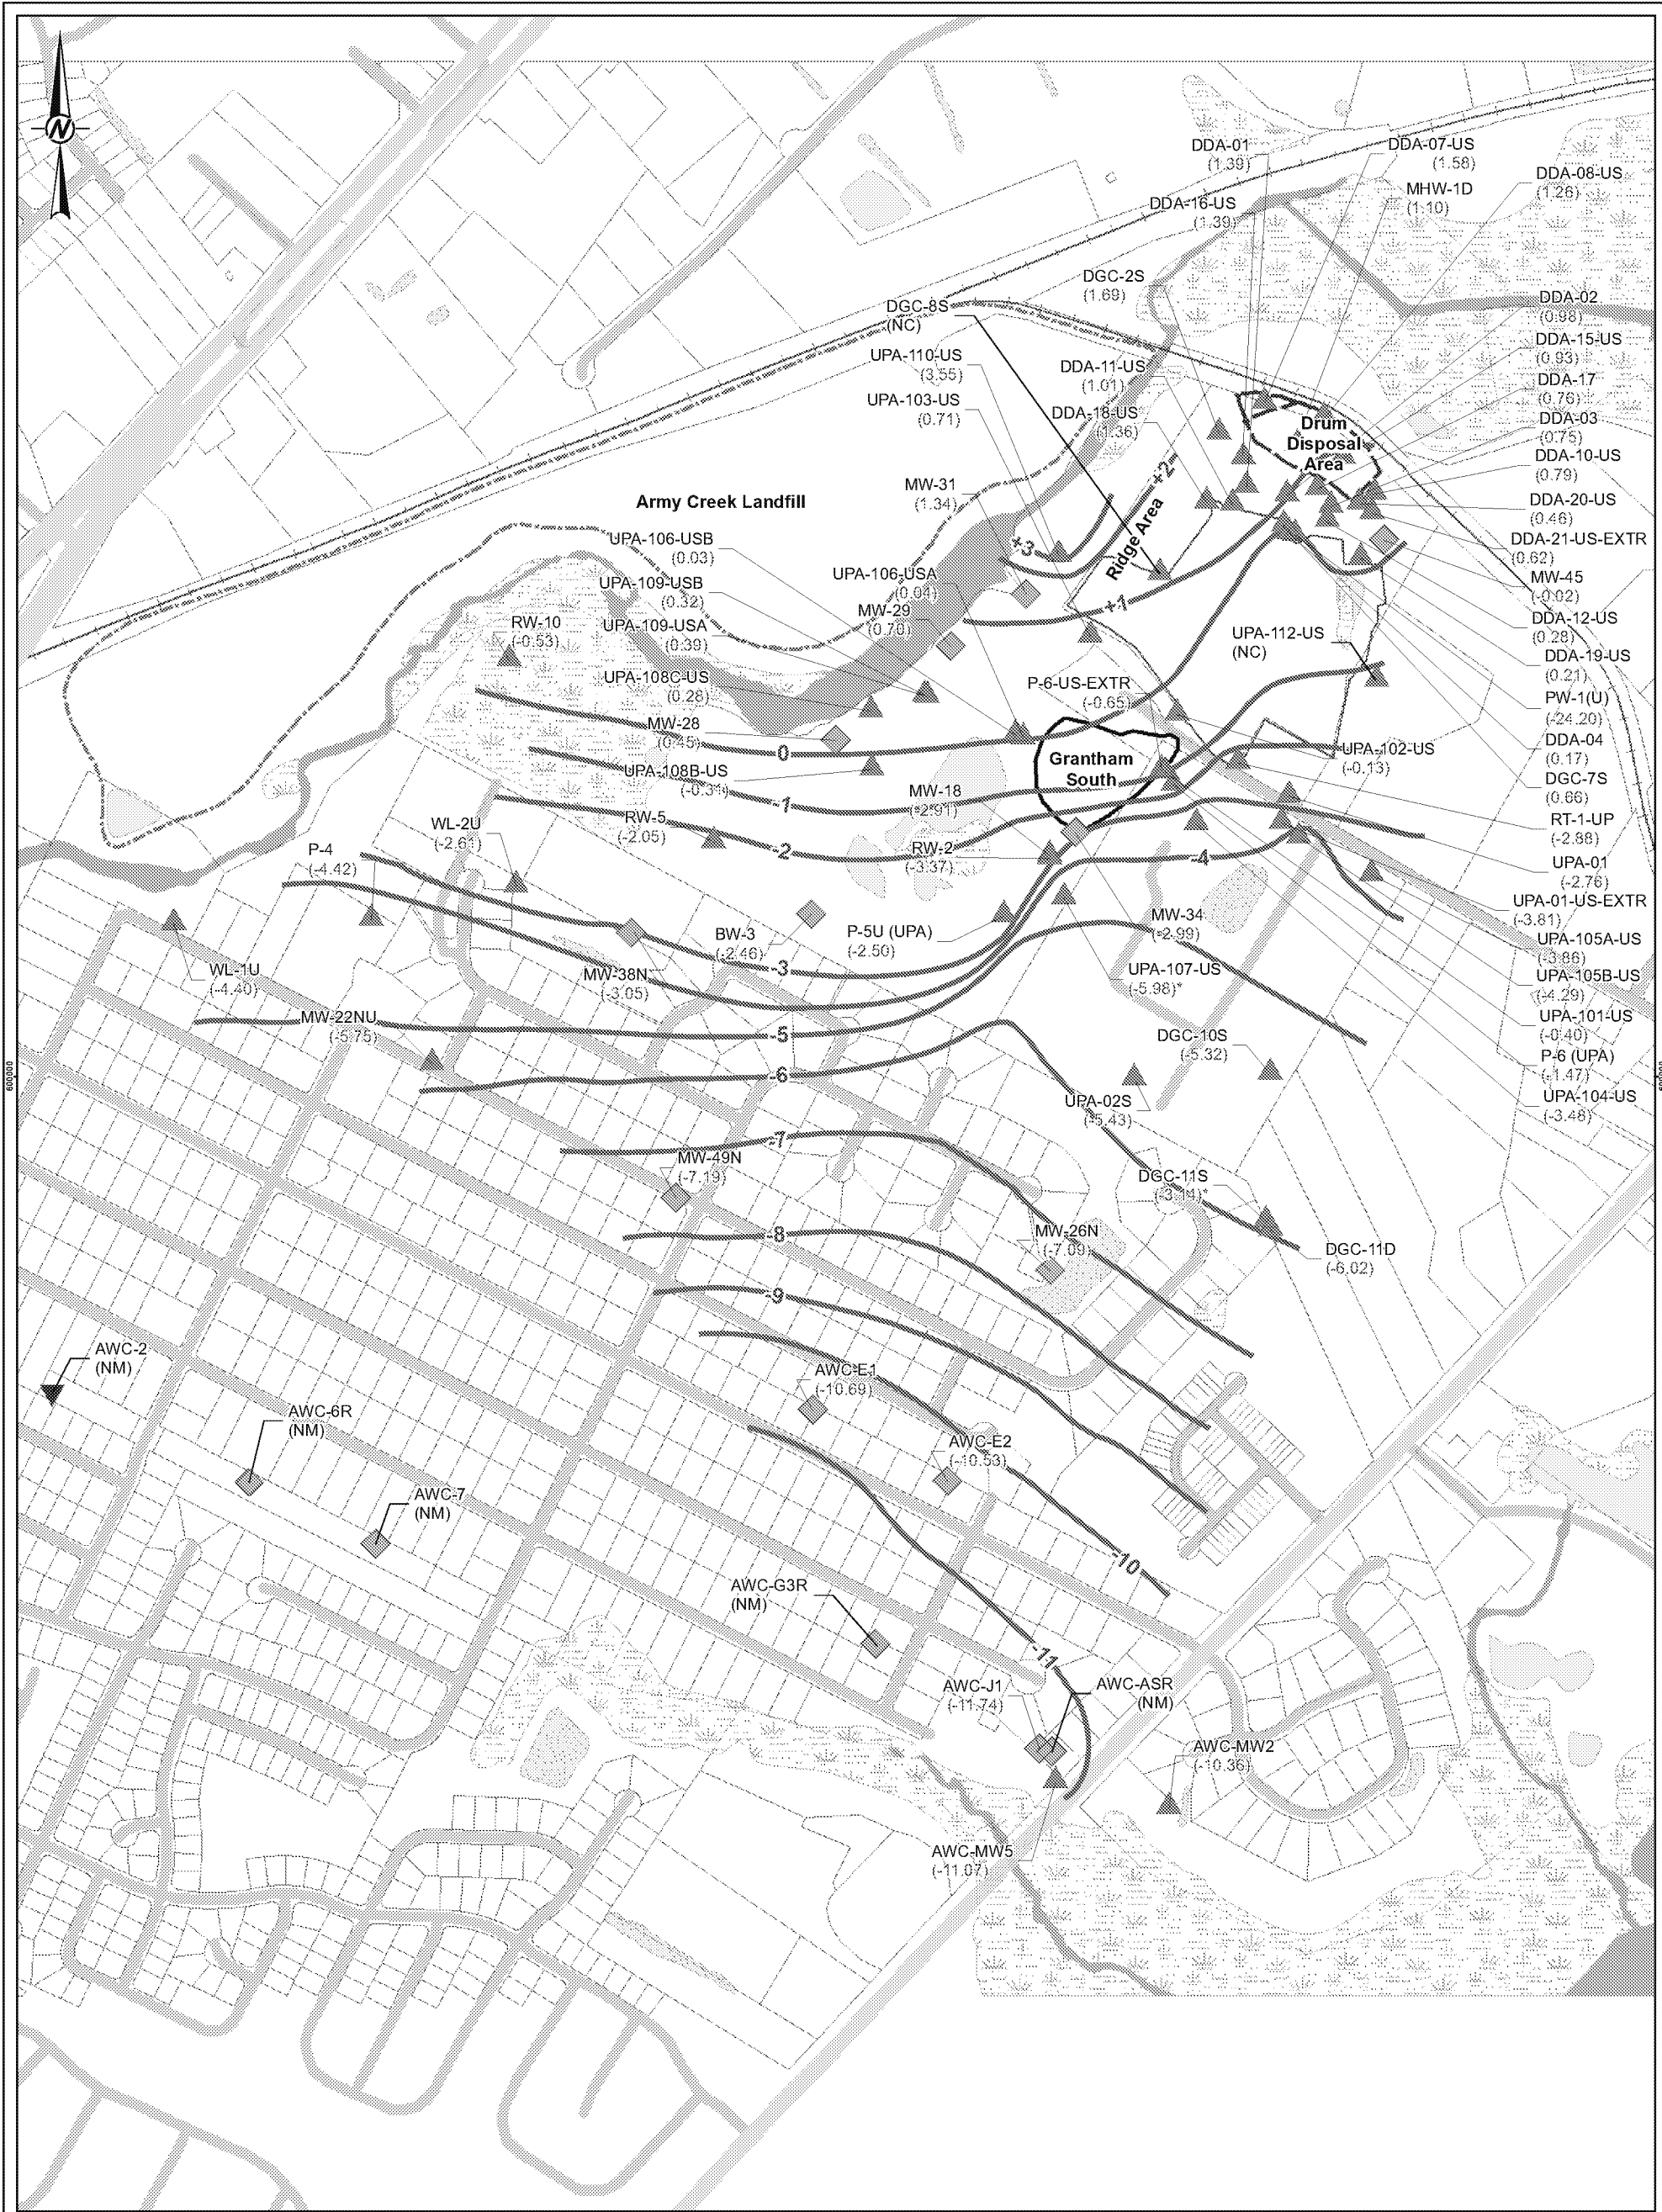 N
DDA-01
(1.39)
DDA-07-US
(1.58)
DDA-08-US
(1.26)
MHW-1D
(1.10)
DDA-16-US
(1.39)
DGC-2S
(1.69)
DGC-8S
(NC)
DDA-02
(0.98)
UPA-110-US
(3.55)
DDA-11-US
(1.01)
DDA-15-US
(0.93)
UPA-103-US
(0.71)
DDA-18-US
(1.36)
DDA-17
(0.76)
Drum
Disposal
Area
DDA-03
(0.75)
DDA-10-US
(0.79)
+2
MW-31
(1.34)
Army Creek Landfill
DDA-20-US
(0.46)
Ridge Area
+3
UPA-106-USB
(0.03)
DDA-21-US-EXTR
(0.62)
UPA-109-USB
(0.32)
UPA-106-USA
(0.04)
MW-45
(-0.02)
+1
MW-29
(0.70)
RW-10
(-0.53)
UPA-109-USA
(0.39)
UPA-112-US
(NC)
DDA-12-US
(0.28)
DDA-19-US
(0.21)
UPA-108C-US
(0.28)
P-6-US-EXTR
(-0.65)
PW-1(U)
(-24.20)
MW-28
(0.45)
0
Grantham
South
UPA-102-US
(-0.13)
DDA-04
(0.17)
UPA-108B-US
(-0.31)
DGC-7S
(0.66)
-1
MW-18
(-2.91)
RW-5
(-2.05)
WL-2U
(-2.61)
RT-1-UP
(-2.88)
P-4
(-4.42)
-2
RW-2
(-3.37)
-4
UPA-01
(-2.76)
UPA-01-US-EXTR
(-3.81)
BW-3
(-2.46)
P-5U (UPA)
(-2.50)
MW-34
(-2.99)
UPA-105A-US
(-3.86)
WL-1U
(-4.40)
MW-38N
(-3.05)
-3
UPA-107-US
(-5.98)*
UPA-105B-US
(-4.29)
MW-22NU
(-5.75)
-5
UPA-101-US
(-0.40)
DGC-10S
(-5.32)
P-6 (UPA)
(-1.47)
600000
-6
UPA-02S
(-5.43)
UPA-104-US
(-3.48)
-7
MW-49N
(-7.19)
DGC-11S
(-3.14)*
-8
MW-26N
(-7.09)
DGC-11D
(-6.02)
-9
AWC-2
(NM)
AWC-E1
(-10.69)
AWC-6R
(NM)
AWC-E2
(-10.53)
AWC-7
(NM)
-10
AWC-G3R
(NM)
-11
AWC-J1
(-11.74)
AWC-ASR
(NM)
AWC-MW2
(-10.36)
AWC-MW5
(-11.07)